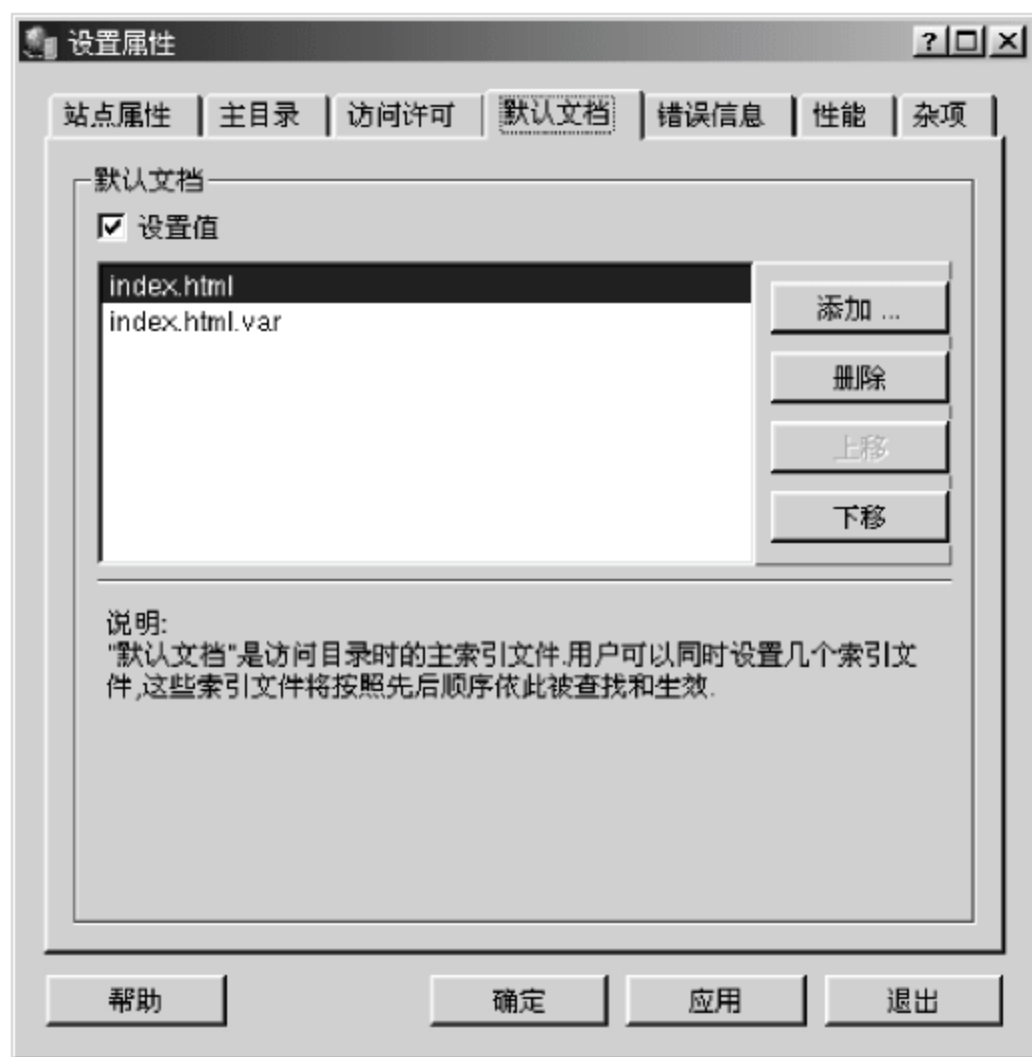 设置属性
站点属性 主目录 访问许可 默认文档 错误信息 性能 杂项
默认文档
设置值
index.html
index.html.var
添加 ...
删除
上移
下移
说明:
"默认文档"是访问目录时的主索引文件.用户可以同时设置几个索引文
件,这些索引文件将按照先后顺序依此被查找和生效.
帮助 确定 应用 退出